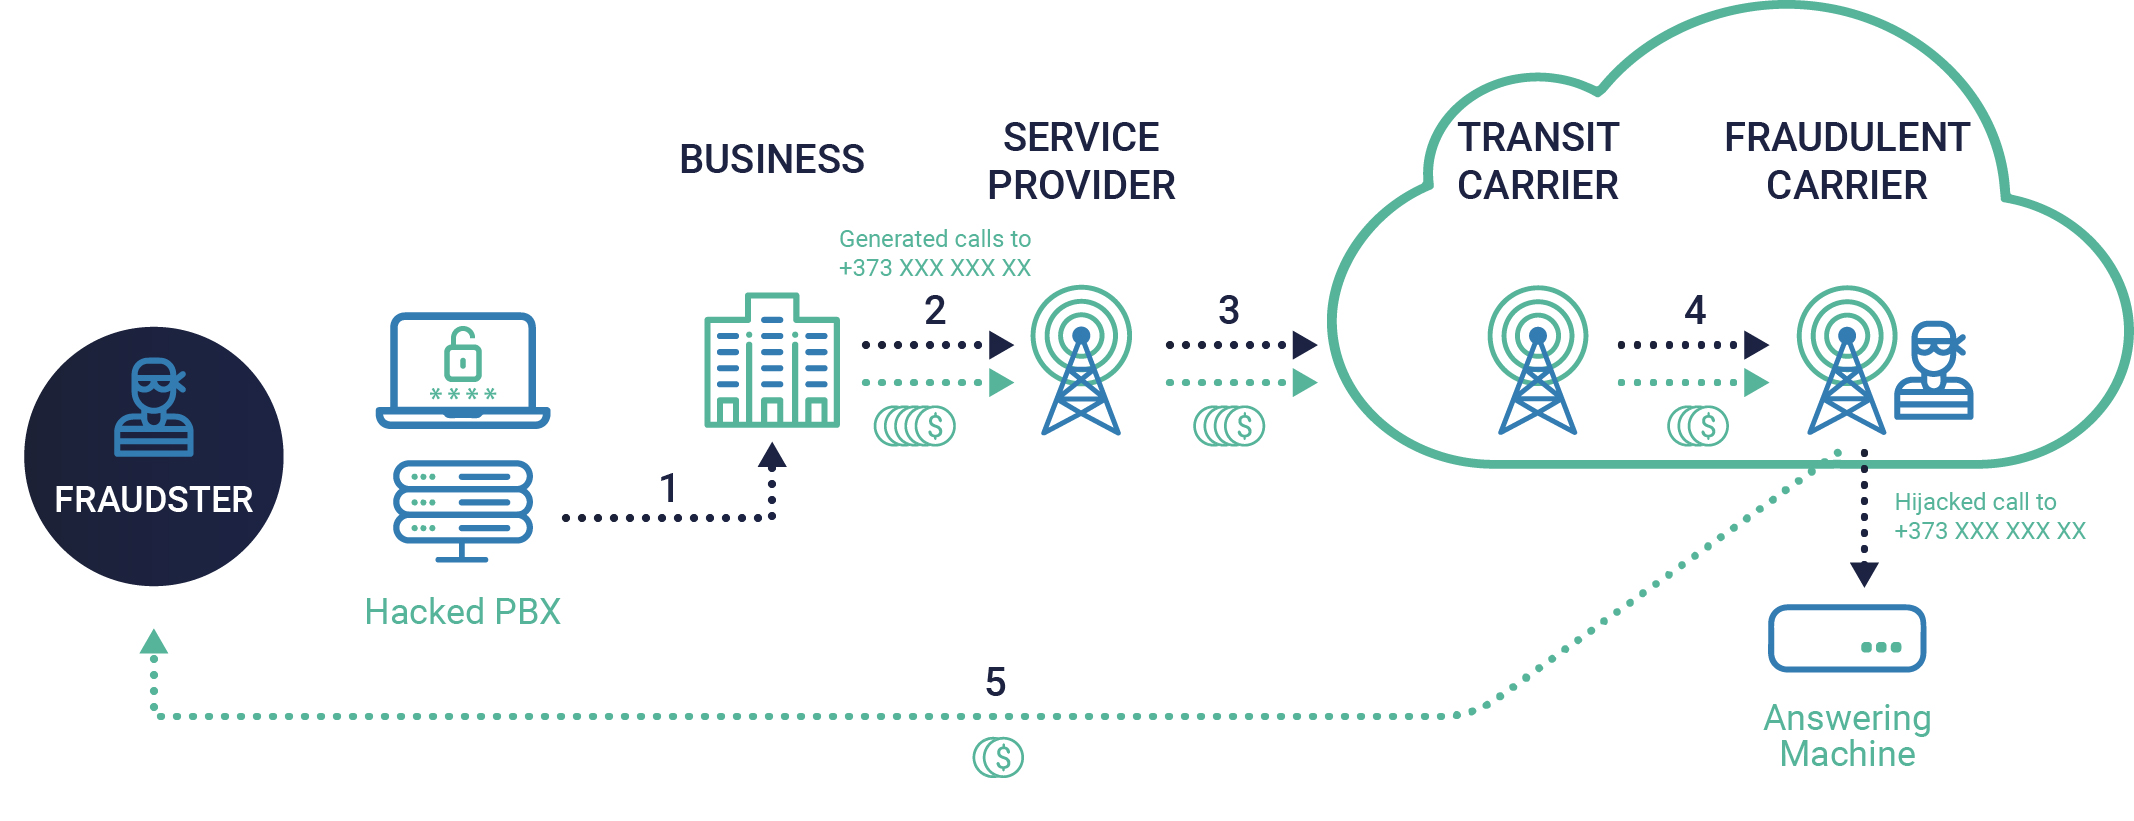 BUSINESS
SERVICE
PROVIDER
TRANSIT
CARRIER
FRAUDULENT
CARRIER
Generated calls to
+373 XXX XXX XX
2
3
4
$
$
$
****
FRAUDSTER
1
Hacked PBX
Hijacked call to
+373 XXX XXX XX
5
$
Answering
Machine